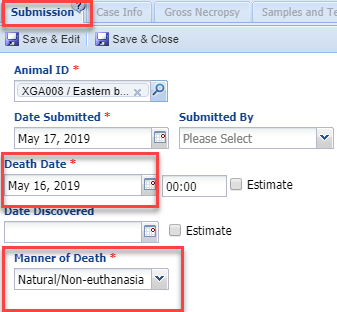 Submission Case Info Gross Necropsy Samples and Te
Save & Edit Save & Close
Animal ID *
XGA008 / Eastern b... x
Date Submitted * Submitted By
May 17, 2019 Please Select
Death Date *
May 16, 2019 00:00 Estimate
Date Discovered
Estimate
Manner of Death *
Natural/Non-euthanasia